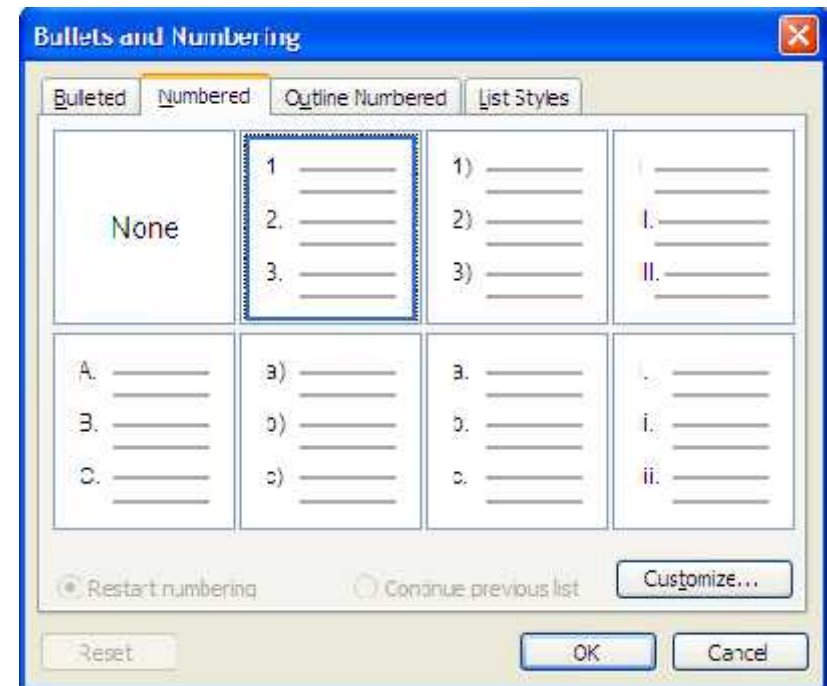 Bullets and Numbering
Bulleted Numbered Outline Numbered List Styles
None
1
2.
3.
1)
2)
3)
I.
II.
A.
B.
C.
a)
b)
c)
a.
b.
c.
i.
ii.
Restart numbering Continue previous list Customize...
Reset OK Cancel